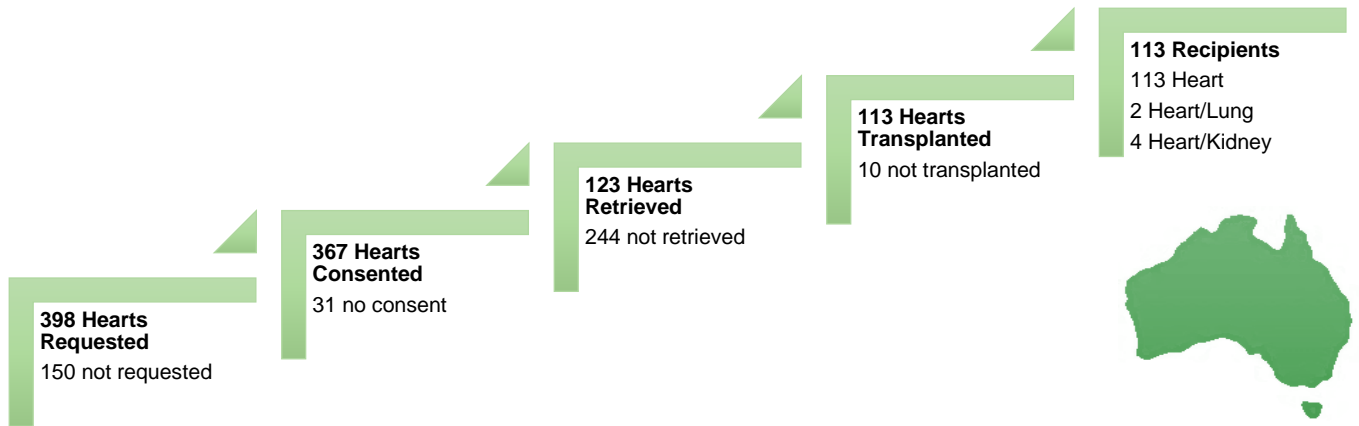 398 Hearts
Requested
150 not requested
367 Hearts
Consented
31 no consent
123 Hearts
Retrieved
244 not retrieved
113 Hearts
Transplanted
10 not transplanted
113 Recipients
113 Heart
2 Heart/Lung
4 Heart/Kidney